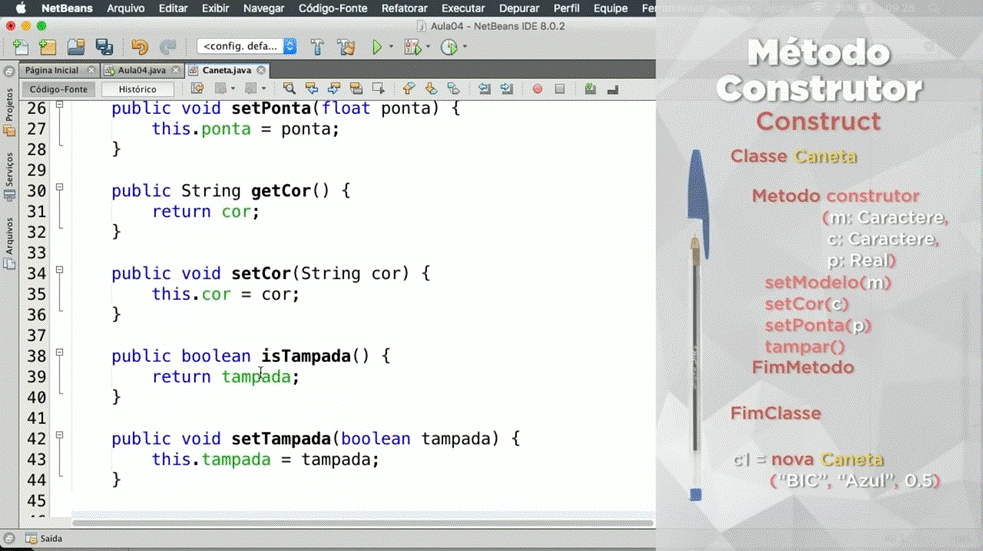 NetBeans Arquivo Editar Exibir Navegar Código-Fonte Refatorar Executar Depurar Perfil Equipe
Aula04 - NetBeans IDE 8.0.2
<config. defa...
Página Inicial Aula04.java Caneta.java
Código-Fonte Histórico
Projetos
Serviços
Arquivos
26 public void setPonta(float ponta) {
27 this.ponta = ponta;
28 }
29
30 public String getCor() {
31 return cor;
32 }
33
34 public void setCor(String cor) {
35 this.cor = cor;
36 }
37
38 public boolean isTampada() {
39 return tampada;
40 }
41
42 public void setTampada(boolean tampada) {
43 this.tampada = tampada;
44 }
45
Saída
Método
Construtor
Construct
Classe Caneta
Metodo construtor
(m: Caractere,
c: Caractere,
p: Real)
setModelo(m)
setCor(c)
setPonta(p)
tampar()
FimMetodo
FimClasse
c1 = nova Caneta
("BIC", "Azul", 0.5)